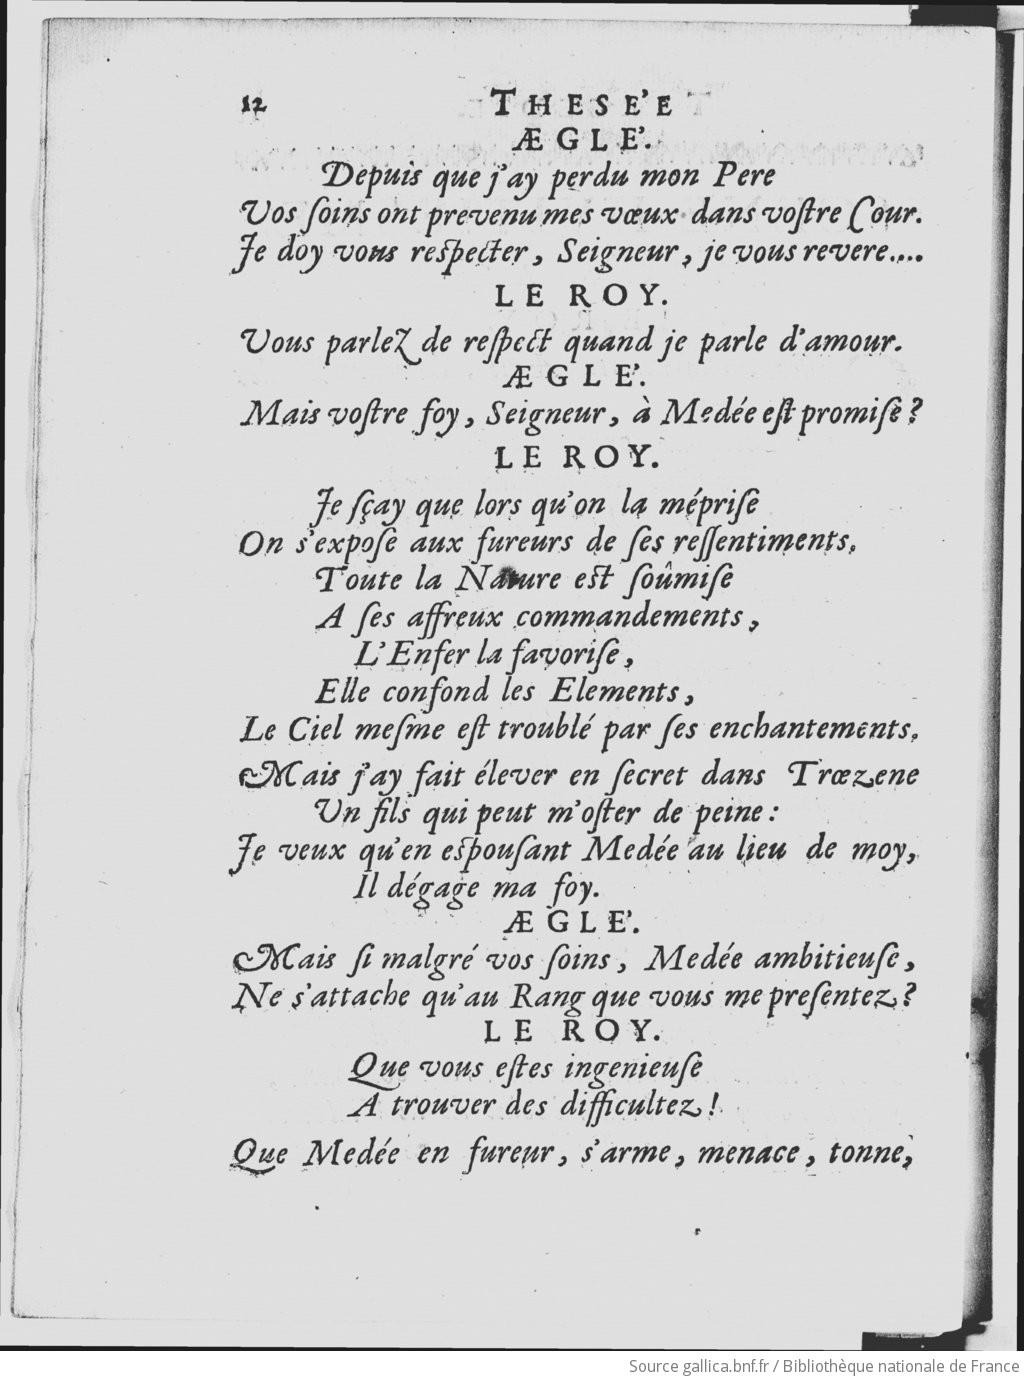 12 THESE'E
ÆGLE'.
Depuis que j'ay perdu mon Pere
Vos ſoins ont prevenu mes vœux dans voſtre Cour.
Je doy vous reſpecter, Seigneur, je vous revere....
LE ROY.
Vous parlez de reſpect quand je parle d'amour.
ÆGLE'.
Mais voſtre foy, Seigneur, à Medée eſt promiſe?
LE ROY.
Je ſçay que lors qu'on la mépriſe
On s'expoſe aux fureurs de ſes reſſentiments,
Toute la Nature eſt ſoûmiſe
A ſes affreux commandements,
L'Enfer la favoriſe,
Elle confond les Elements,
Le Ciel meſme eſt troublé par ſes enchantements.
Mais j'ay fait élever en ſecret dans Trœzene
Un fils qui peut m'oſter de peine:
Je veux qu'en eſpouſant Medée au lieu de moy,
Il dégage ma foy.
ÆGLE'.
Mais ſi malgré vos ſoins, Medée ambitieuſe,
Ne s'attache qu'au Rang que vous me preſentez?
LE ROY.
Que vous eſtes ingenieuſe
A trouver des difficultez!
Que Medée en fureur, s'arme, menace, tonne,
Source gallica.bnf.fr / Bibliothèque nationale de France